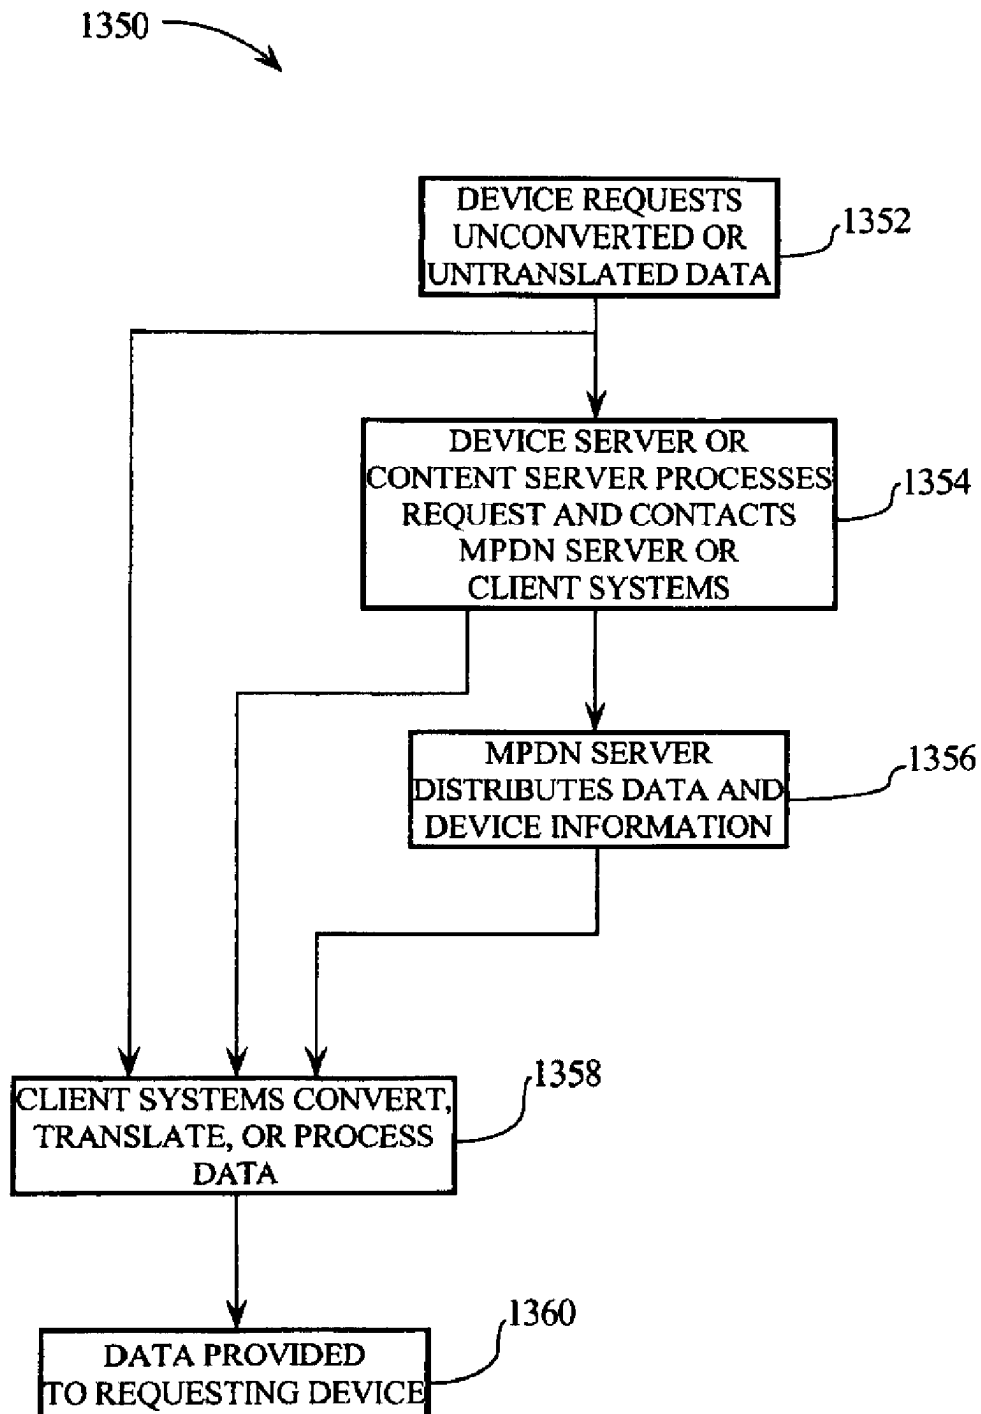 1350
DEVICE REQUESTS
UNCONVERTED OR
UNTRANSLATED DATA
1352
DEVICE SERVER OR
CONTENT SERVER PROCESSES
REQUEST AND CONTACTS
MPDN SERVER OR
CLIENT SYSTEMS
1354
MPDN SERVER
DISTRIBUTES DATA AND
DEVICE INFORMATION
1356
CLIENT SYSTEMS CONVERT,
TRANSLATE, OR PROCESS
DATA
1358
DATA PROVIDED
TO REQUESTING DEVICE
1360